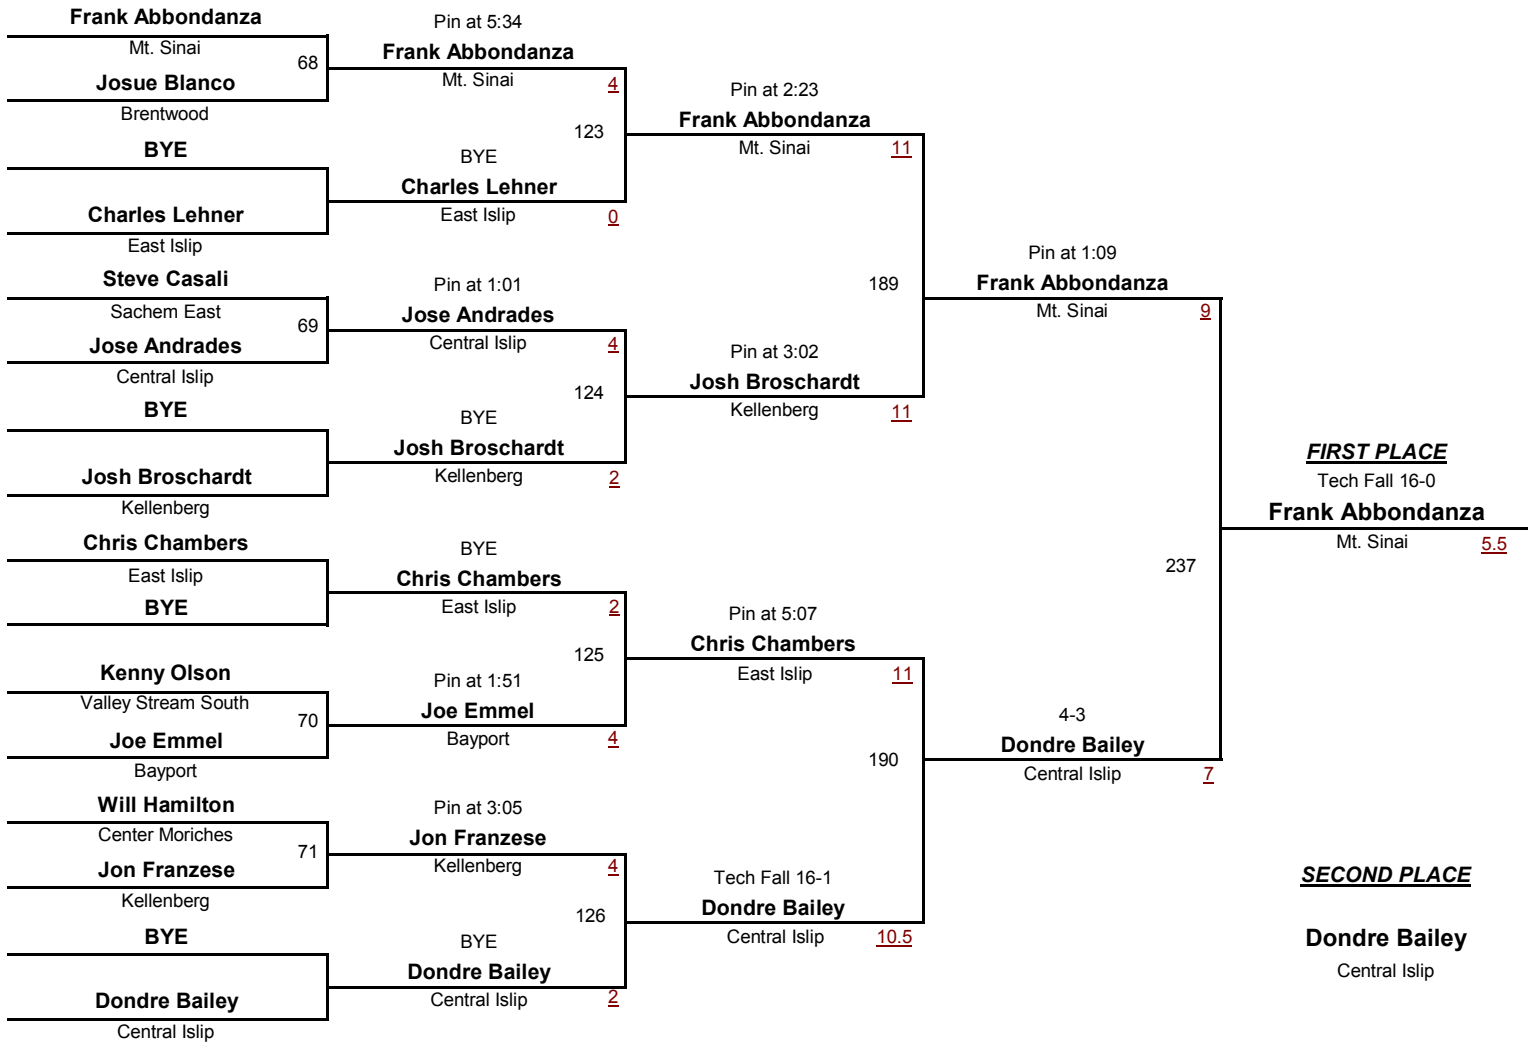 Frank Abbondanza
Mt. Sinai
68
Josue Blanco
Brentwood
BYE
Charles Lehner
East Islip
Steve Casali
Sachem East
69
Jose Andrades
Central Islip
BYE
Josh Broschardt
Kellenberg
Chris Chambers
East Islip
BYE
Kenny Olson
Valley Stream South
70
Joe Emmel
Bayport
Will Hamilton
Center Moriches
71
Jon Franzese
Kellenberg
BYE
Dondre Bailey
Central Islip
Pin at 5:34
Frank Abbondanza
Mt. Sinai
4
123
BYE
Charles Lehner
East Islip
0
Pin at 1:01
Jose Andrades
Central Islip
4
124
BYE
Josh Broschardt
Kellenberg
2
BYE
Chris Chambers
East Islip
2
125
Pin at 1:51
Joe Emmel
Bayport
4
Pin at 3:05
Jon Franzese
Kellenberg
4
126
BYE
Dondre Bailey
Central Islip
2
Pin at 2:23
Frank Abbondanza
Mt. Sinai
11
189
Pin at 3:02
Josh Broschardt
Kellenberg
11
Pin at 5:07
Chris Chambers
East Islip
11
190
Tech Fall 16-1
Dondre Bailey
Central Islip
10.5
Pin at 1:09
Frank Abbondanza
Mt. Sinai
9
237
4-3
Dondre Bailey
Central Islip
7
FIRST PLACE
Tech Fall 16-0
Frank Abbondanza
Mt. Sinai
5.5
SECOND PLACE
Dondre Bailey
Central Islip